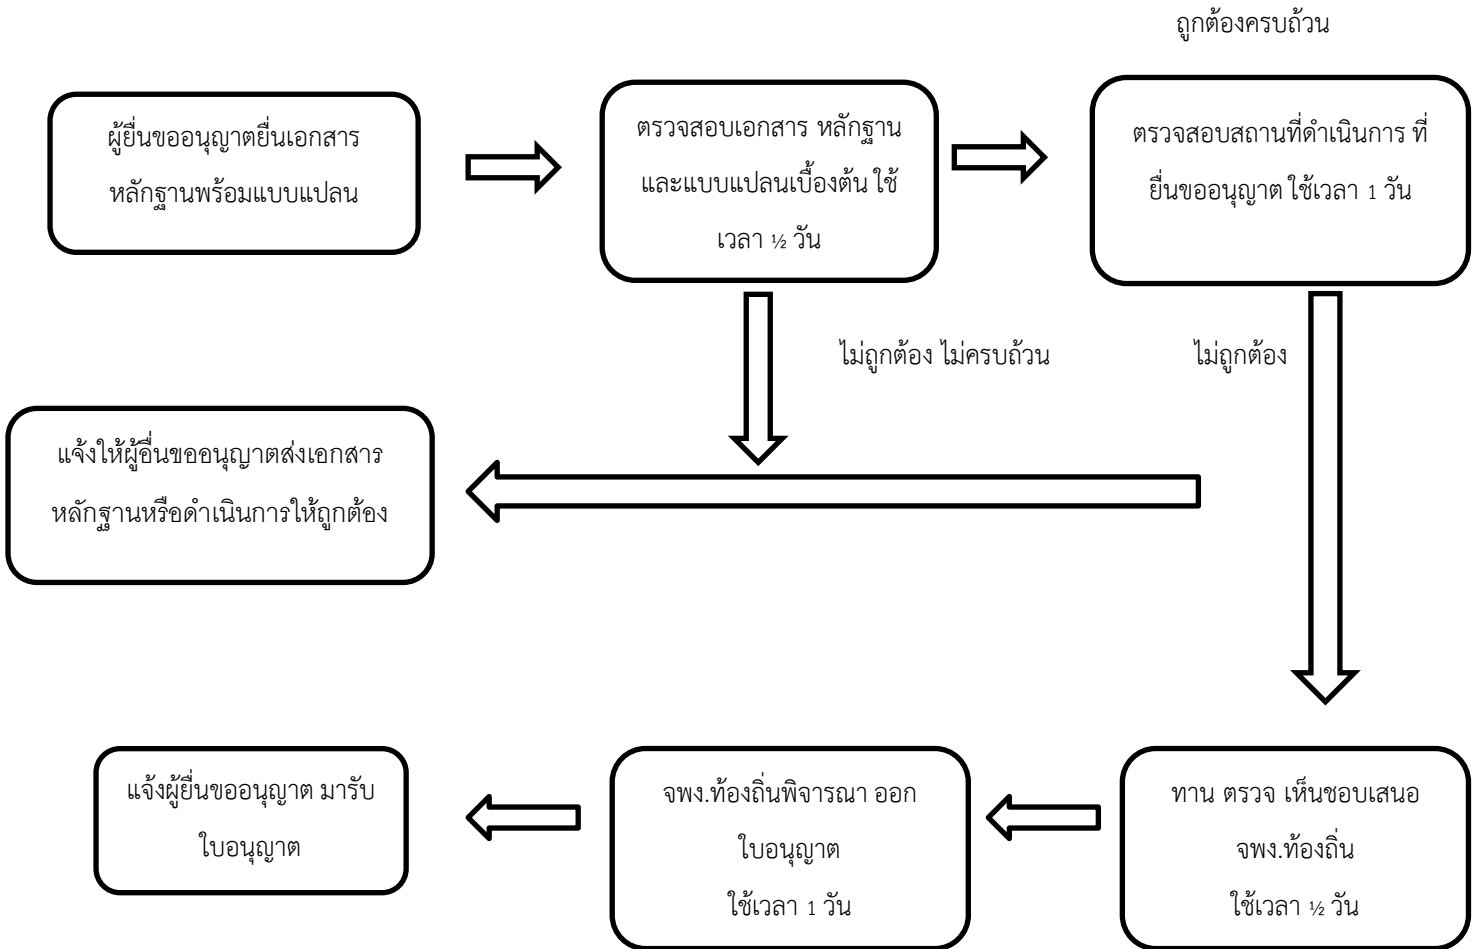 ถูกต้องครบถ้วน
ผู้ยื่นขออนุญาตยื่นเอกสาร
หลักฐานพร้อมแบบแปลน
ตรวจสอบเอกสาร หลักฐาน
และแบบแปลนเบื้องต้น ใช้
เวลา ½ วัน
ตรวจสอบสถานที่ดำเนินการ ที่
ยื่นขออนุญาต ใช้เวลา 1 วัน
ไม่ถูกต้อง ไม่ครบถ้วน
ไม่ถูกต้อง
แจ้งให้ผู้อื่นขออนุญาตส่งเอกสาร
หลักฐานหรือดำเนินการให้ถูกต้อง
แจ้งผู้ยื่นขออนุญาต มารับ
ใบอนุญาต
จพง.ท้องถิ่นพิจารณา ออก
ใบอนุญาต
ใช้เวลา 1 วัน
ทาน ตรวจ เห็นชอบเสนอ
จพง.ท้องถิ่น
ใช้เวลา ½ วัน